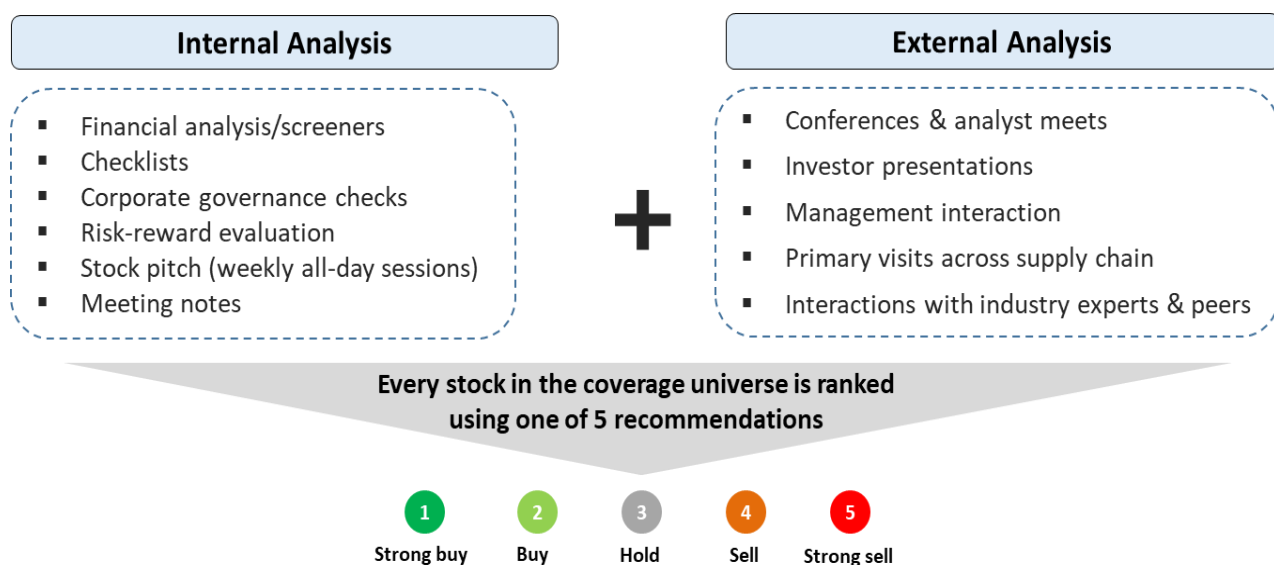 Internal Analysis
▪ Financial analysis/screeners
▪ Checklists
▪ Corporate governance checks
▪ Risk-reward evaluation
▪ Stock pitch (weekly all-day sessions)
▪ Meeting notes
+
External Analysis
▪ Conferences & analyst meets
▪ Investor presentations
▪ Management interaction
▪ Primary visits across supply chain
▪ Interactions with industry experts & peers
Every stock in the coverage universe is ranked
using one of 5 recommendations
1 2 3 4 5
Strong buy Buy Hold Sell Strong sell